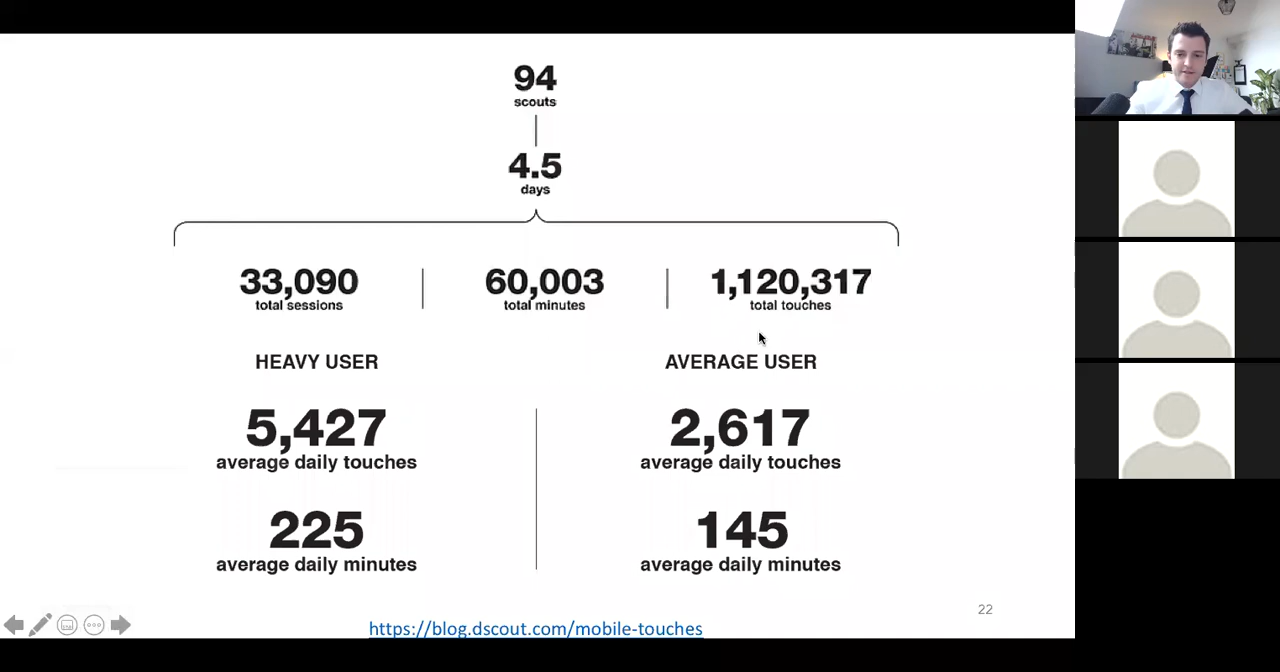 94
scouts
4.5
days
33,090
total sessions
60,003
total minutes
1,120,317
total touches
HEAVY USER
AVERAGE USER
5,427
average daily touches
2,617
average daily touches
225
average daily minutes
145
average daily minutes
22
https://blog.dscout.com/mobile-touches